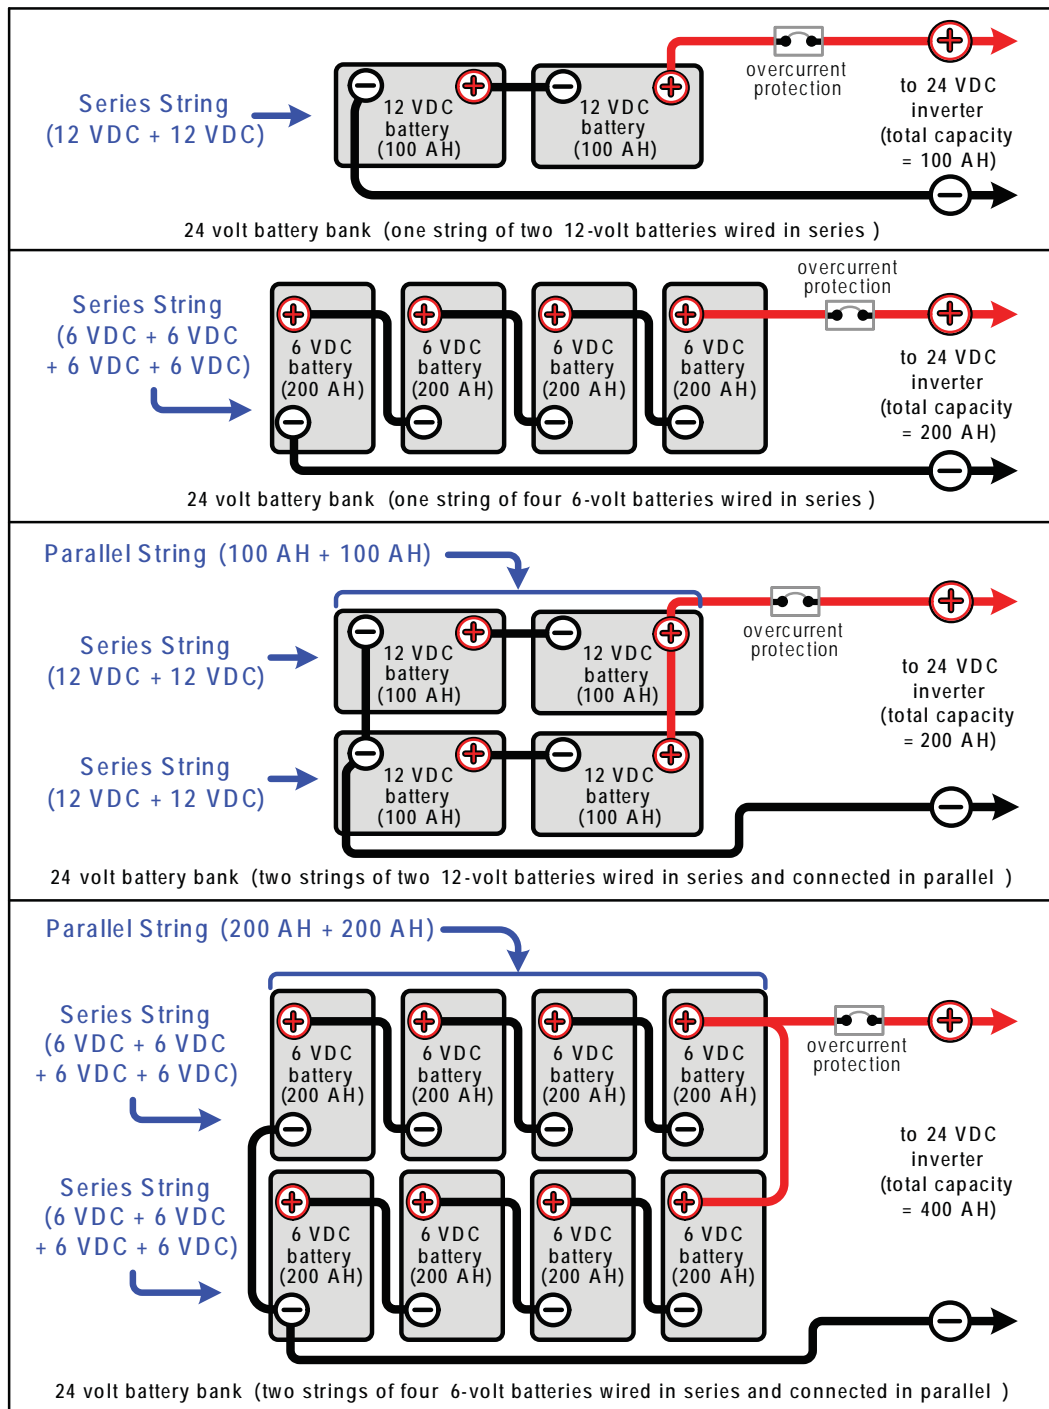 Series String
(12 VDC + 12 VDC)
12 VDC
battery
(100 AH)
12 VDC
battery
(100 AH)
overcurrent
protection
to 24 VDC
inverter
(total capacity
= 100 AH)
24 volt battery bank (one string of two 12-volt batteries wired in series )
Series String
(6 VDC + 6 VDC
+ 6 VDC + 6 VDC)
6 VDC
battery
(200 AH)
6 VDC
battery
(200 AH)
6 VDC
battery
(200 AH)
6 VDC
battery
(200 AH)
overcurrent
protection
to 24 VDC
inverter
(total capacity
= 200 AH)
24 volt battery bank (one string of four 6-volt batteries wired in series )
Parallel String (100 AH + 100 AH)
Series String
(12 VDC + 12 VDC)
12 VDC
battery
(100 AH)
12 VDC
battery
(100 AH)
overcurrent
protection
to 24 VDC
inverter
(total capacity
= 200 AH)
Series String
(12 VDC + 12 VDC)
12 VDC
battery
(100 AH)
12 VDC
battery
(100 AH)
24 volt battery bank (two strings of two 12-volt batteries wired in series and connected in parallel )
Parallel String (200 AH + 200 AH)
Series String
(6 VDC + 6 VDC
+ 6 VDC + 6 VDC)
6 VDC
battery
(200 AH)
6 VDC
battery
(200 AH)
6 VDC
battery
(200 AH)
6 VDC
battery
(200 AH)
overcurrent
protection
to 24 VDC
inverter
(total capacity
= 400 AH)
Series String
(6 VDC + 6 VDC
+ 6 VDC + 6 VDC)
6 VDC
battery
(200 AH)
6 VDC
battery
(200 AH)
6 VDC
battery
(200 AH)
6 VDC
battery
(200 AH)
24 volt battery bank (two strings of four 6-volt batteries wired in series and connected in parallel )